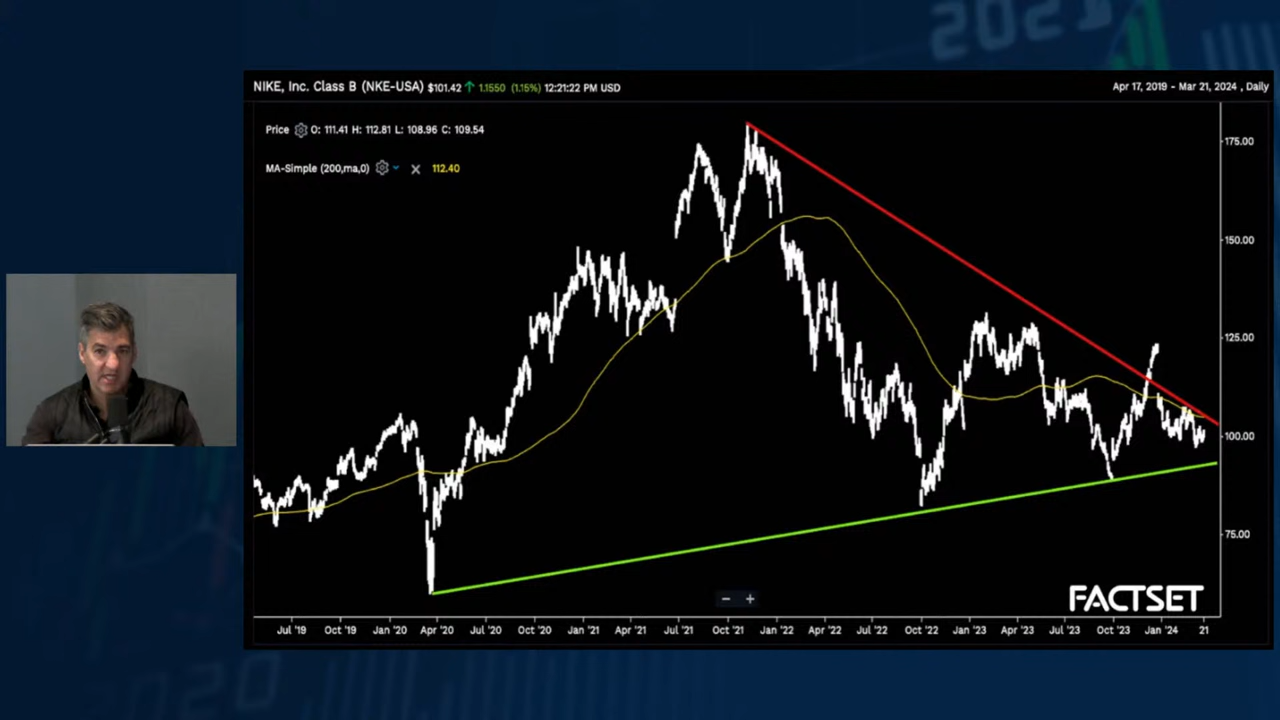 2021
NIKE, Inc. Class B (NKE-USA) $101.42 ↑ 1.1550 (1.15%) 12:21:22 PM USD
Apr 17, 2019 - Mar 21, 2024 , Daily
Price O: 111.41 H: 112.81 L: 108.96 C: 109.54
MA-Simple (200,ma,0) X 112.40
175.00
150.00
125.00
100.00
75.00
FACTSET
− +
Jul '19 Oct '19 Jan '20 Apr '20 Jul '20 Oct '20 Jan '21 Apr '21 Jul '21 Oct '21 Jan '22 Apr '22 Jul '22 Oct '22 Jan '23 Apr '23 Jul '23 Oct '23 Jan '24 21
2020